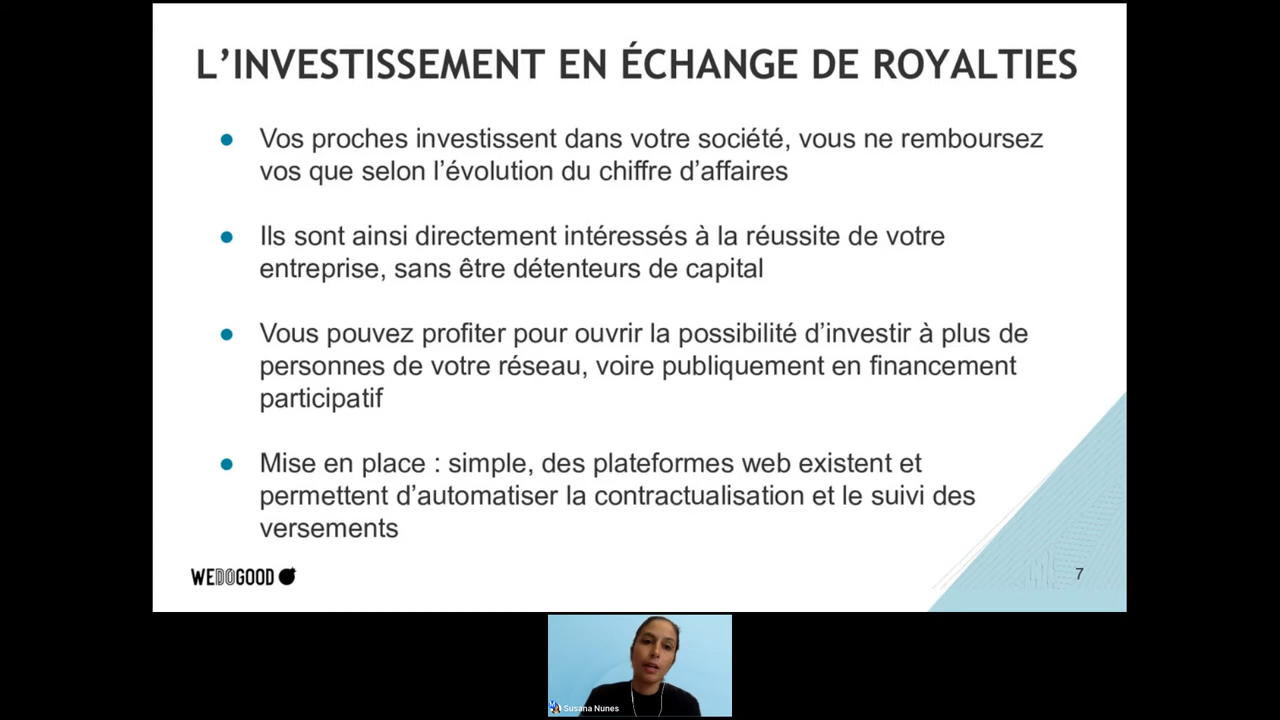 L’INVESTISSEMENT EN ÉCHANGE DE ROYALTIES
● Vos proches investissent dans votre société, vous ne remboursez
vos que selon l’évolution du chiffre d’affaires
● Ils sont ainsi directement intéressés à la réussite de votre
entreprise, sans être détenteurs de capital
● Vous pouvez profiter pour ouvrir la possibilité d’investir à plus de
personnes de votre réseau, voire publiquement en financement
participatif
● Mise en place : simple, des plateformes web existent et
permettent d’automatiser la contractualisation et le suivi des
versements
WEDOGOOD
7
Susana Nunes